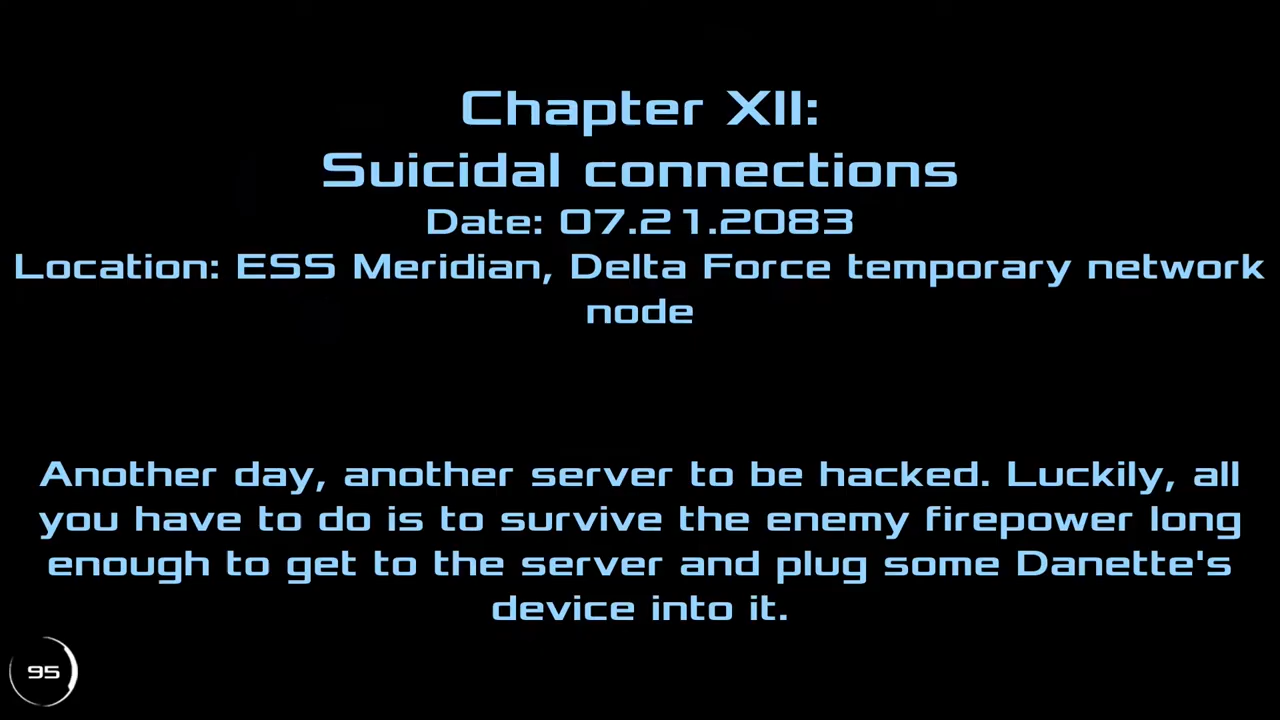 Chapter XII:
Suicidal connections
Date: 07.21.2083
Location: ESS Meridian, Delta Force temporary network
node
Another day, another server to be hacked. Luckily, all
you have to do is to survive the enemy firepower long
enough to get to the server and plug some Danette's
device into it.
95